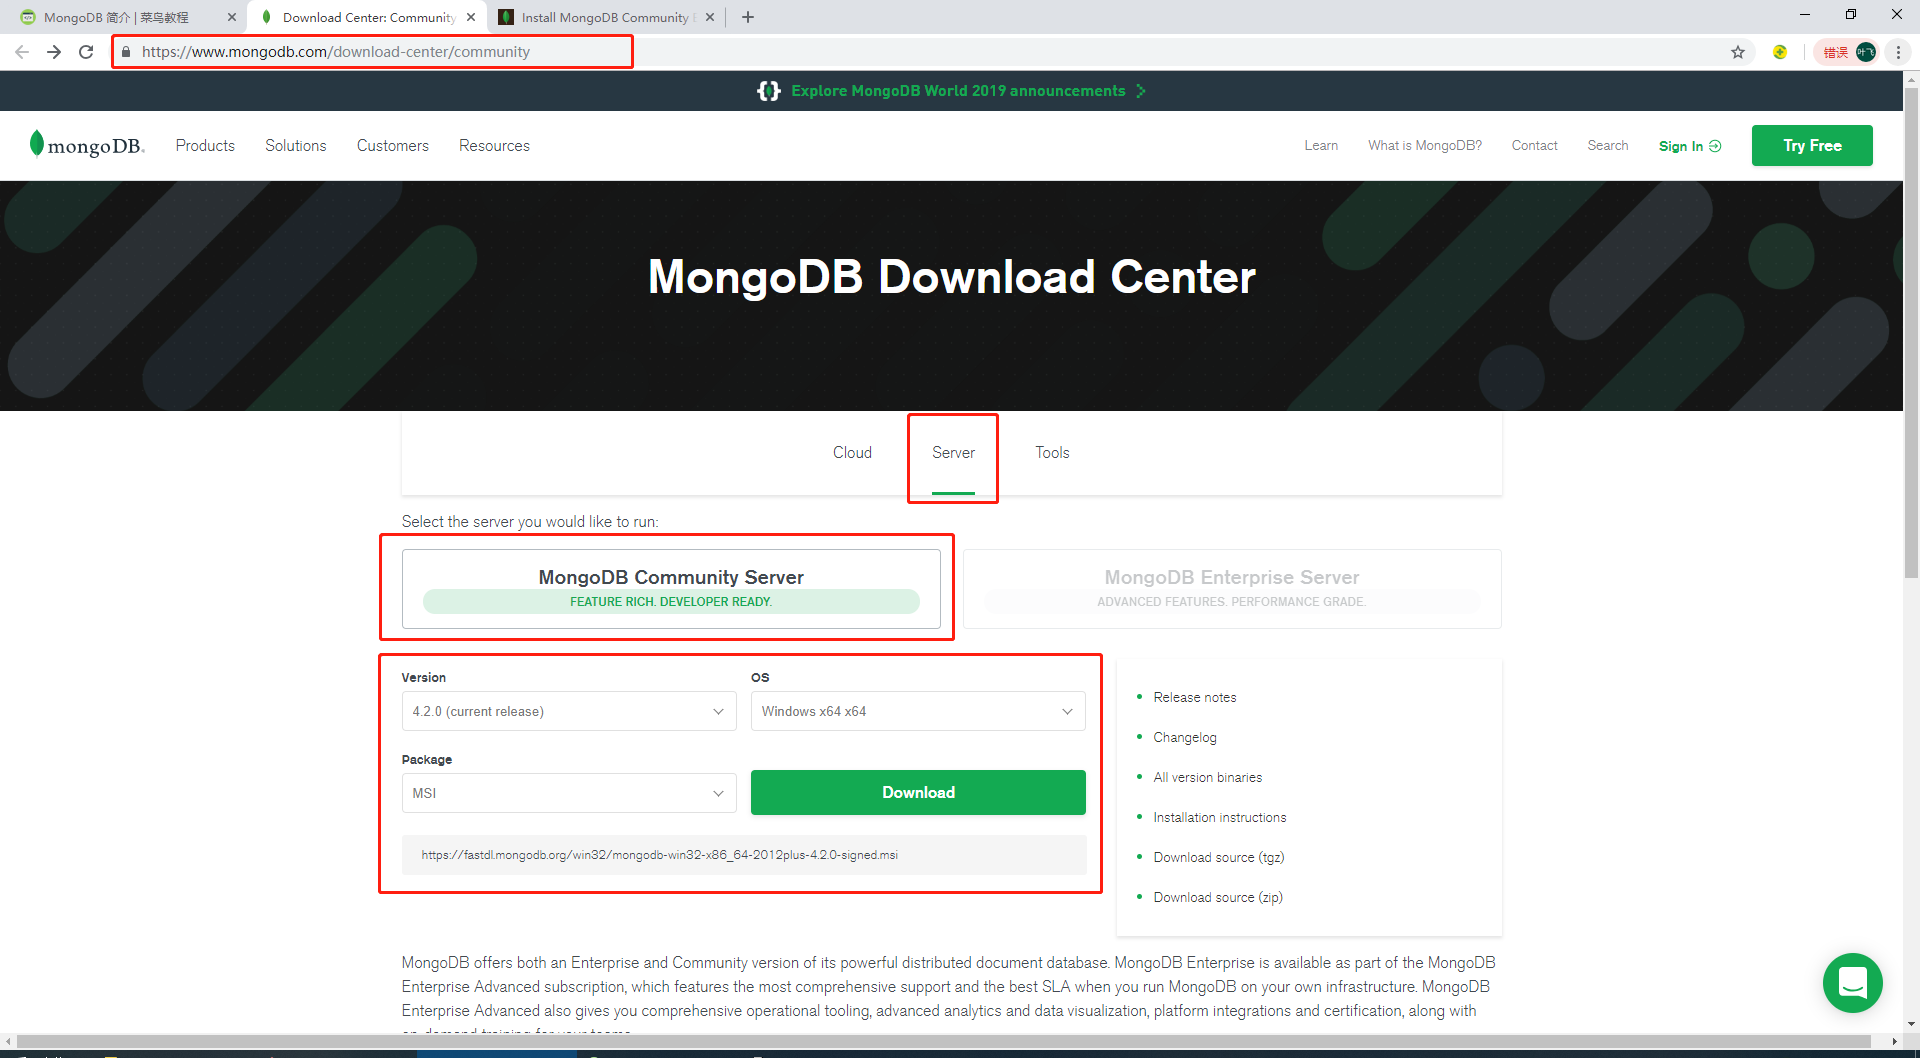 MongoDB 简介 | 菜鸟教程
Download Center: Community
Install MongoDB Community
https://www.mongodb.com/download-center/community
错误
叶飞
Explore MongoDB World 2019 announcements
mongoDB.
Products
Solutions
Customers
Resources
Learn
What is MongoDB?
Contact
Search
Sign In
Try Free
MongoDB Download Center
Cloud
Server
Tools
Select the server you would like to run:
MongoDB Community Server
FEATURE RICH. DEVELOPER READY.
MongoDB Enterprise Server
ADVANCED FEATURES. PERFORMANCE GRADE.
Version
OS
4.2.0 (current release)
Windows x64 x64
Package
MSI
Download
https://fastdl.mongodb.org/win32/mongodb-win32-x86_64-2012plus-4.2.0-signed.msi
Release notes
Changelog
All version binaries
Installation instructions
Download source (tgz)
Download source (zip)
MongoDB offers both an Enterprise and Community version of its powerful distributed document database. MongoDB Enterprise is available as part of the MongoDB
Enterprise Advanced subscription, which features the most comprehensive support and the best SLA when you run MongoDB on your own infrastructure. MongoDB
Enterprise Advanced also gives you comprehensive operational tooling, advanced analytics and data visualization, platform integrations and certification, along with
on-demand training for your teams.